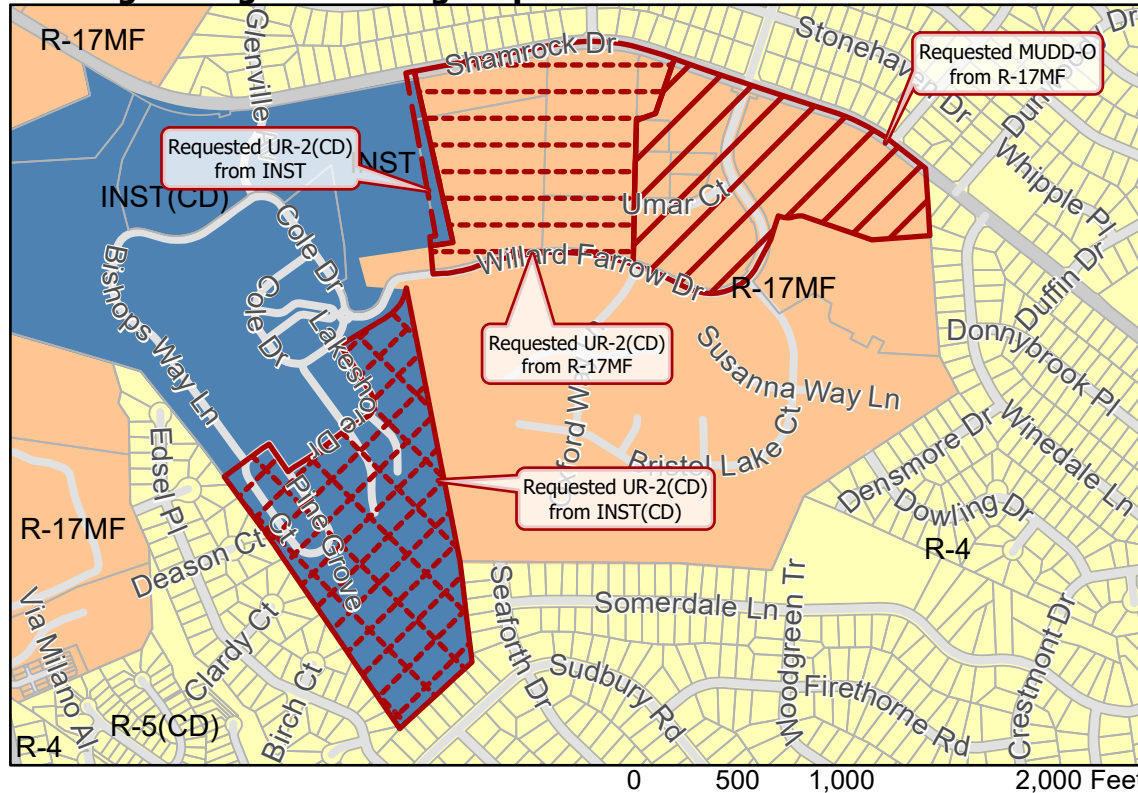 R-17MF
Glenville
Shamrock Dr
Stonehaven Dr
Dr
Requested MUDD-O
from R-17MF
Requested UR-2(CD)
from INST
INST
INST(CD)
Whipple Pl
Umar Ct
Cole Dr
Bishops Way Ln
Willard Farrow Dr
R-17MF
Duffin Dr
Cole Dr
Lakeshore Dr
Requested UR-2(CD)
from R-17MF
Donnybrook Pl
Susanna Way Ln
Winedale Ln
Densmore Dr
Bristol Lake Ct
Edsel Pl
Requested UR-2(CD)
from INST(CD)
Dowling Dr
R-17MF
Pine Grove
Ct
Deason Ct
R-4
Seaforth Dr
Somerdale Ln
Woodgreen Tr
Crestmont Dr
Via Milano Al
Clardy Ct
Birch Ct
Sudbury Rd
Firethorne Rd
R-5(CD)
R-4
0 500 1,000 2,000 Feet